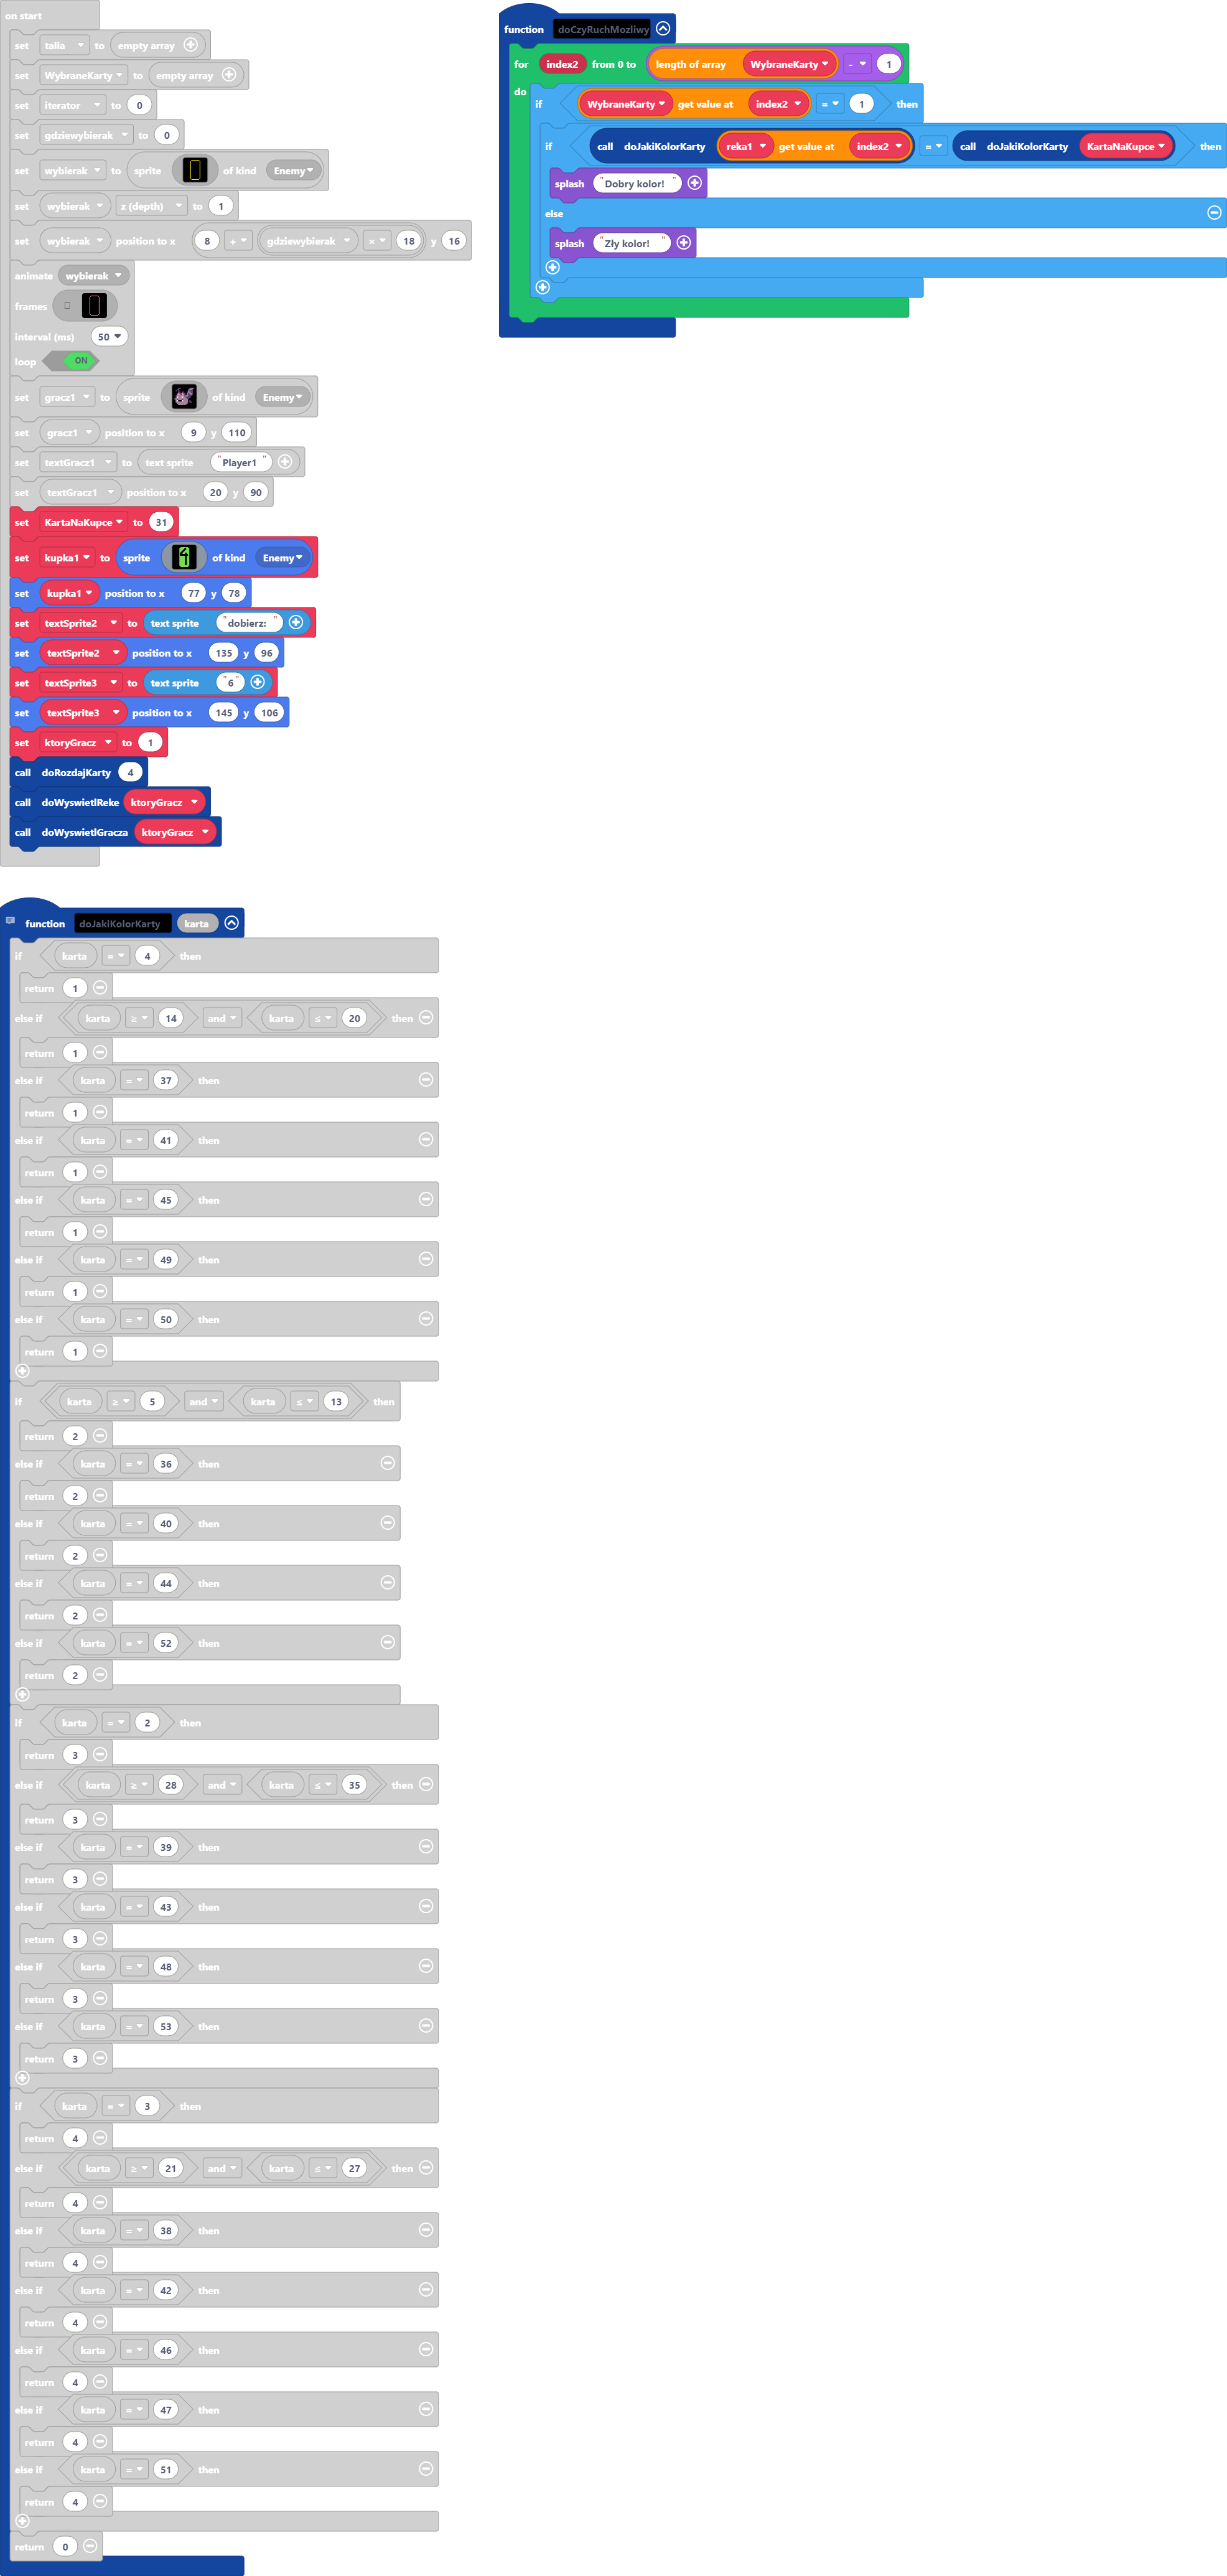 on start
set talia to empty array
set WybraneKarty to empty array
set iterator to 0
set gdziewybierak to 0
set wybierak to sprite of kind Enemy
set wybierak z (depth) to 1
set wybierak position to x 8 + gdziewybierak × 18 y 16
animate wybierak
frames
interval (ms) 50
loop ON
set gracz1 to sprite of kind Enemy
set gracz1 position to x 9 y 110
set textGracz1 to text sprite "Player1 "
set textGracz1 position to x 20 y 90
set KartaNaKupce to 31
set kupka1 to sprite of kind Enemy
set kupka1 position to x 77 y 78
set textSprite2 to text sprite "dobierz: "
set textSprite2 position to x 135 y 96
set textSprite3 to text sprite "6"
set textSprite3 position to x 145 y 106
set ktoryGracz to 1
call doRozdajKarty 4
call doWyswietlReke ktoryGracz
call doWyswietlGracza ktoryGracz
function doCzyRuchMozliwy
for index2 from 0 to length of array WybraneKarty - 1
do
if WybraneKarty get value at index2 = 1 then
if call doJakiKolorKarty reka1 get value at index2 = call doJakiKolorKarty KartaNaKupce then
splash "Dobry kolor! "
else
splash "Zły kolor! "
function doJakiKolorKarty karta
if karta = 4 then
return 1
else if karta ≥ 14 and karta ≤ 20 then
return 1
else if karta = 37 then
return 1
else if karta = 41 then
return 1
else if karta = 45 then
return 1
else if karta = 49 then
return 1
else if karta = 50 then
return 1
if karta ≥ 5 and karta ≤ 13 then
return 2
else if karta = 36 then
return 2
else if karta = 40 then
return 2
else if karta = 44 then
return 2
else if karta = 52 then
return 2
if karta = 2 then
return 3
else if karta ≥ 28 and karta ≤ 35 then
return 3
else if karta = 39 then
return 3
else if karta = 43 then
return 3
else if karta = 48 then
return 3
else if karta = 53 then
return 3
if karta = 3 then
return 4
else if karta ≥ 21 and karta ≤ 27 then
return 4
else if karta = 38 then
return 4
else if karta = 42 then
return 4
else if karta = 46 then
return 4
else if karta = 47 then
return 4
else if karta = 51 then
return 4
return 0